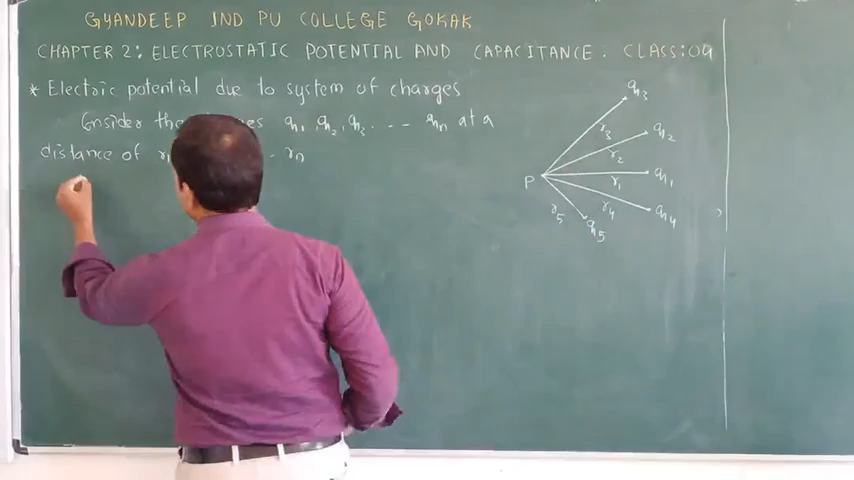 GYANDEEP IND PU COLLEGE GOKAK
CHAPTER 2: ELECTROSTATIC POTENTIAL AND CAPACITANCE. CLASS:09
* Electric potential due to system of charges
Consider the q1, q2, q3 ... --- qn at a
distance of - rn
q3
q2
r3
r2
q1
P
r1
r4
q4
r5
q5